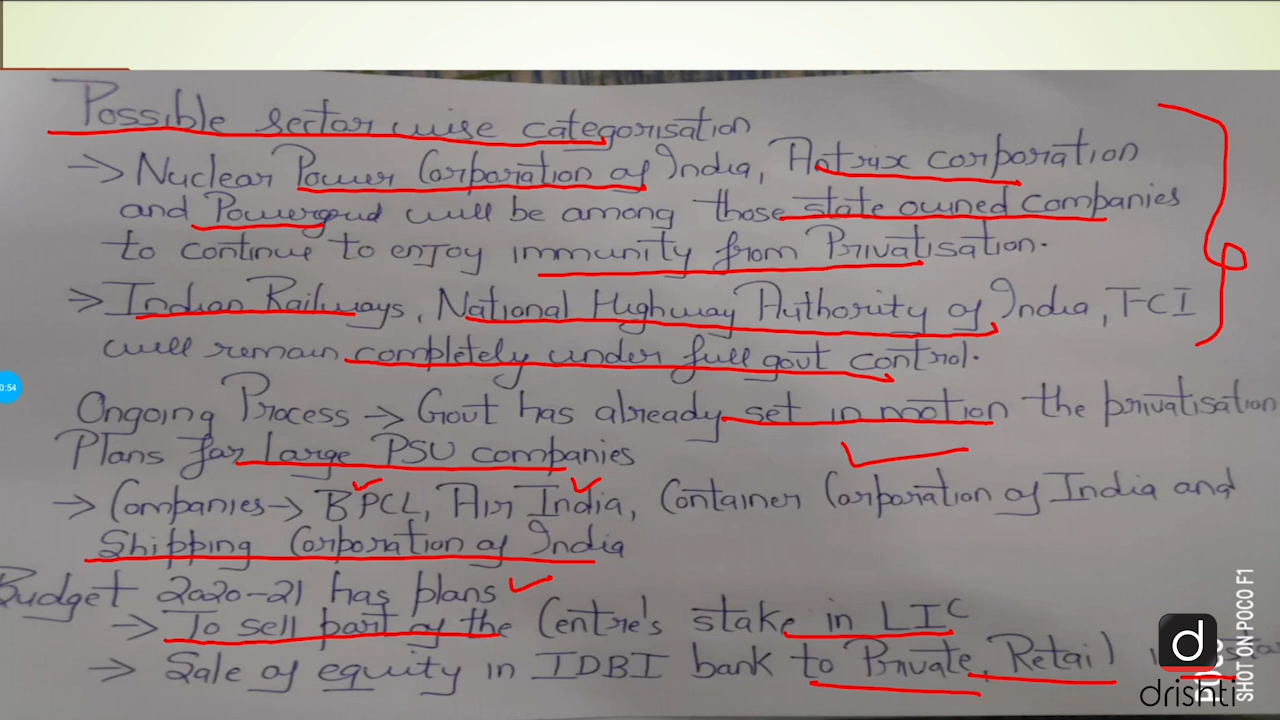 Possible sector wise categorisation
→ Nuclear Power Corporation of India, Antrix corporation
and Powergrid will be among those state owned companies
to continue to enjoy immunity from Privatisation.
→ Indian Railways, National Highway Authority of India, FCI
will remain completely under full govt control.
0:54
Ongoing Process → Govt has already set in motion the privatisation
Plans for large PSU companies
→ Companies → BPCL, Air India, Container Corporation of India and
Shipping Corporation of India
Budget 2020-21 has plans
→ To sell part of the Centre's stake in LIC
→ Sale of equity in IDBI bank to Private, Retail
d
drishti
SHOT ON POCO F1